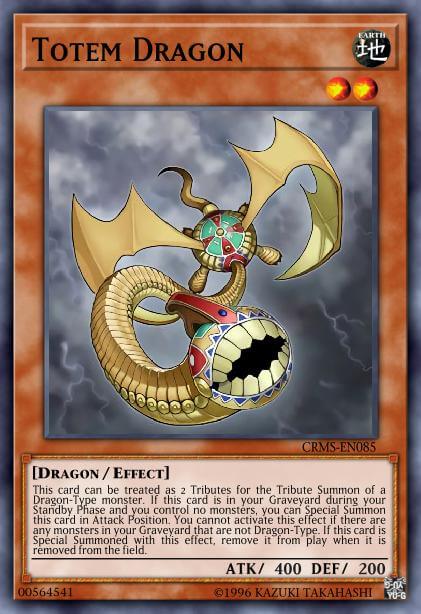 TOTEM DRAGON
EARTH
地
CRMS-EN085
[DRAGON / EFFECT]
This card can be treated as 2 Tributes for the Tribute Summon of a
Dragon-Type monster. If this card is in your Graveyard during your
Standby Phase and you control no monsters, you can Special Summon
this card in Attack Position. You cannot activate this effect if there are
any monsters in your Graveyard that are not Dragon-Type. If this card is
Special Summoned with this effect, remove it from play when it is
removed from the field.
ATK/ 400 DEF/ 200
00564541
©1996 KAZUKI TAKAHASHI